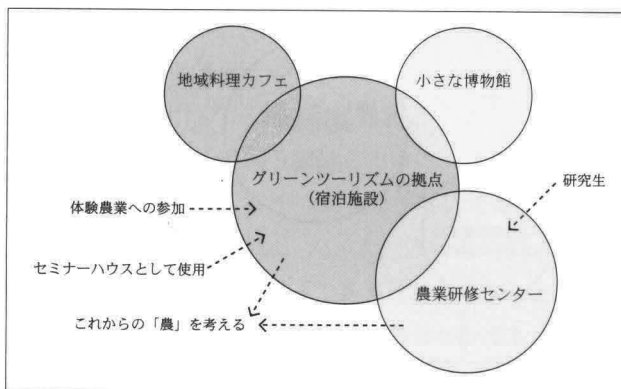 地域料理カフェ
小さな博物館
グリーンツーリズムの拠点
（宿泊施設）
研究生
体験農業への参加
セミナーハウスとして使用
農業研修センター
これからの「農」を考える